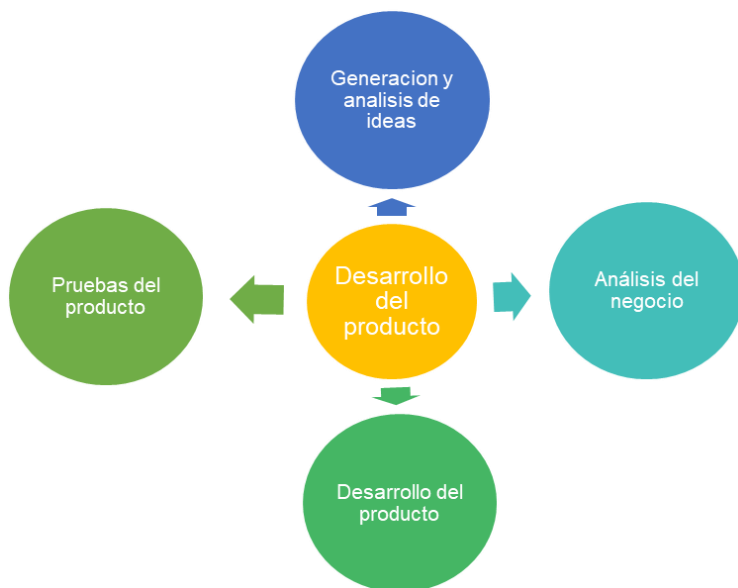 Generacion y
analisis de
ideas
Pruebas del
producto
Desarrollo
del
producto
Análisis del
negocio
Desarrollo del
producto